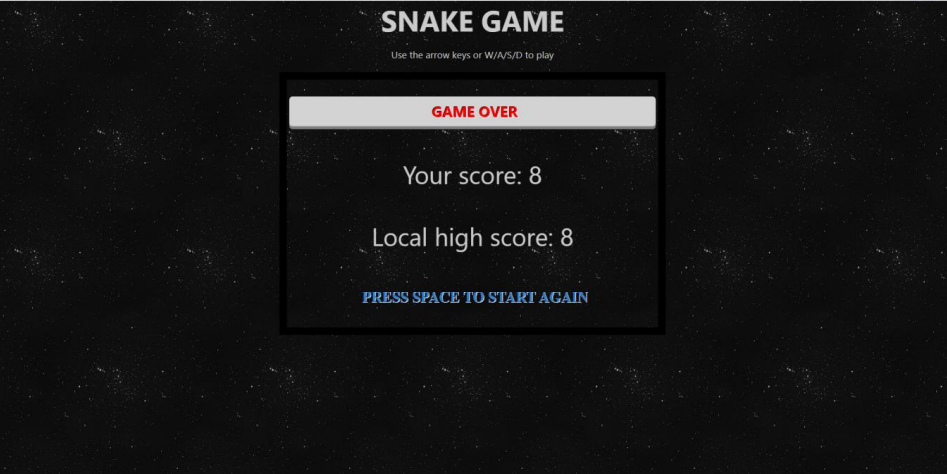 SNAKE GAME
Use the arrow keys or W/A/S/D to play
GAME OVER
Your score: 8
Local high score: 8
PRESS SPACE TO START AGAIN